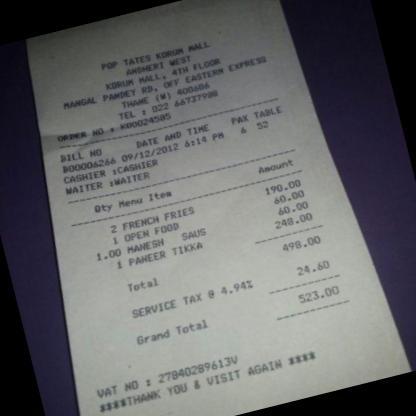 POP TATES KORUM MALL
ANDHERI WEST
KORUM MALL, 4TH FLOOR
MANGAL PANDEY RD, OFF EASTERN EXPRESS
THANE (W) 400606
TEL : 022 66737988
ORDER NO : K00024585
BILL NO DATE AND TIME PAX TABLE
B00006266 09/12/2012 6:14 PM 6 52
CASHIER :CASHIER
WAITER :WAITER
Qty Menu Item Amount
2 FRENCH FRIES 190.00
1 OPEN FOOD 60.00
1.00 MANESH SAUS 60.00
1 PANEER TIKKA 248.00
Total 498.00
SERVICE TAX @ 4.94% 24.60
Grand Total 523.00
VAT NO : 27840289613V
****THANK YOU & VISIT AGAIN ****